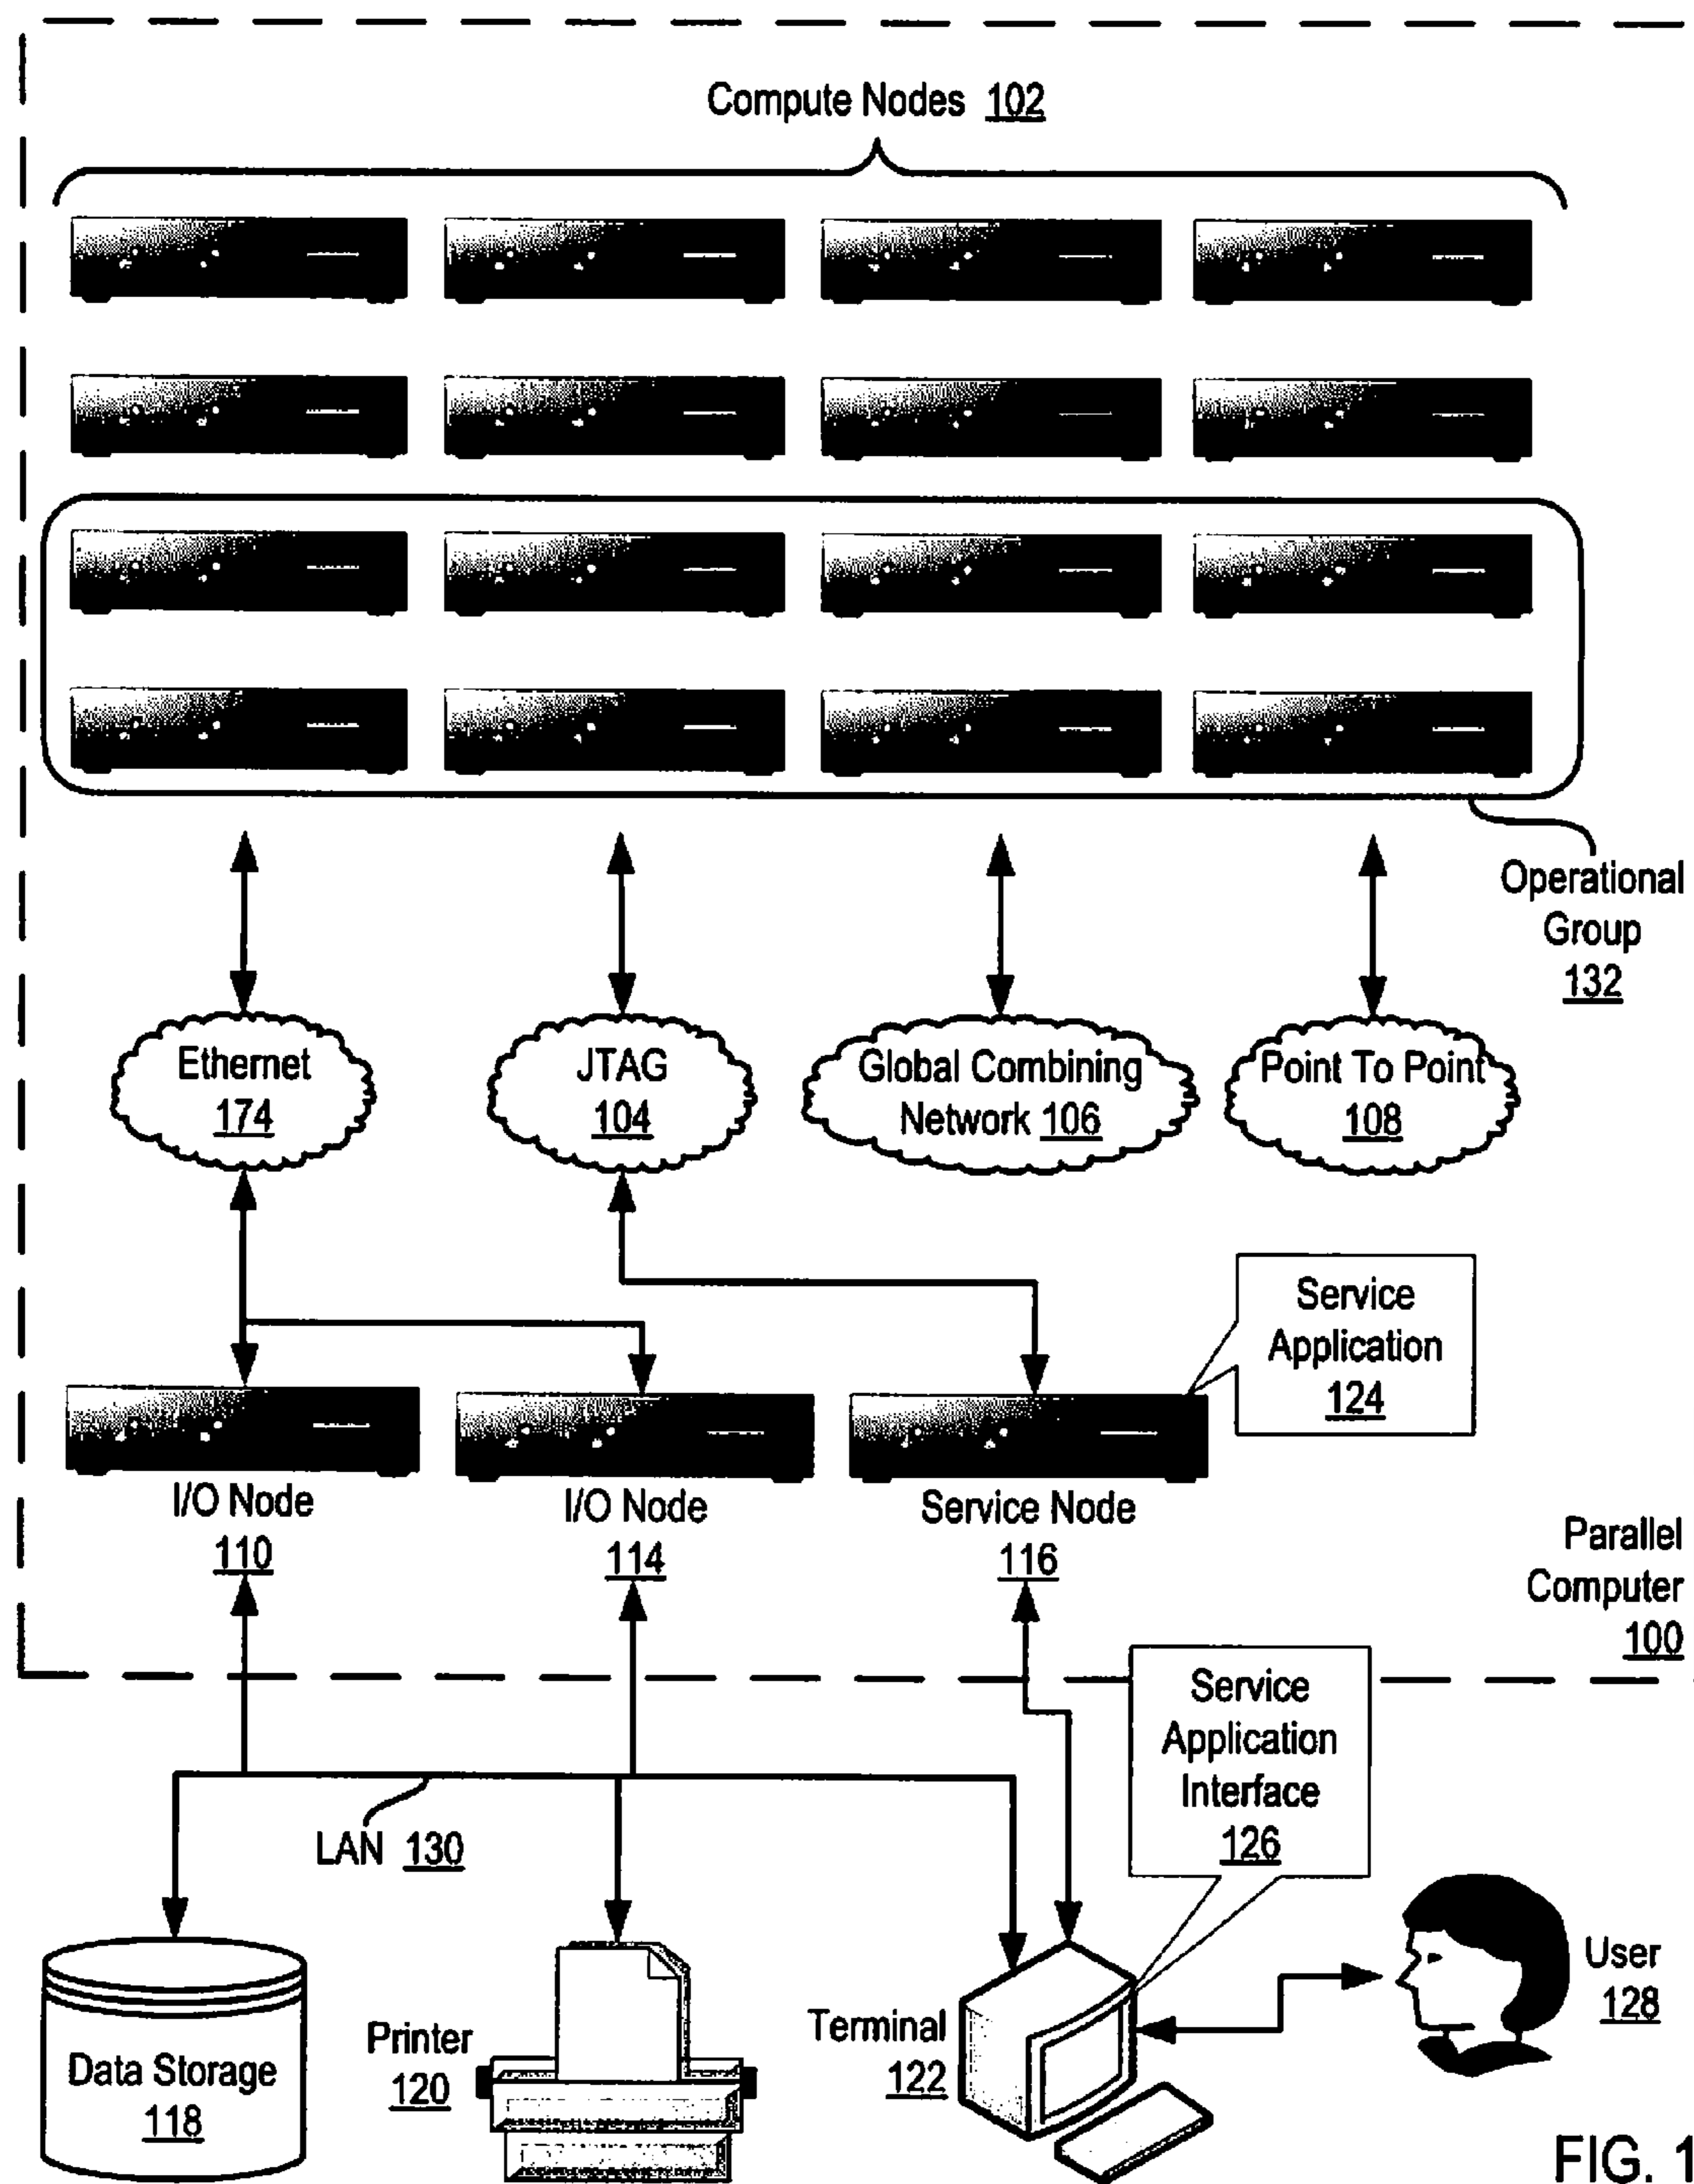 Compute Nodes 102
Operational
Group
132
Ethernet
174
JTAG
104
Global Combining
Network 106
Point To Point
108
Service
Application
124
I/O Node
110
I/O Node
114
Service Node
116
Parallel
Computer
100
Service
Application
Interface
126
LAN 130
Data Storage
118
Printer
120
Terminal
122
User
128
FIG. 1